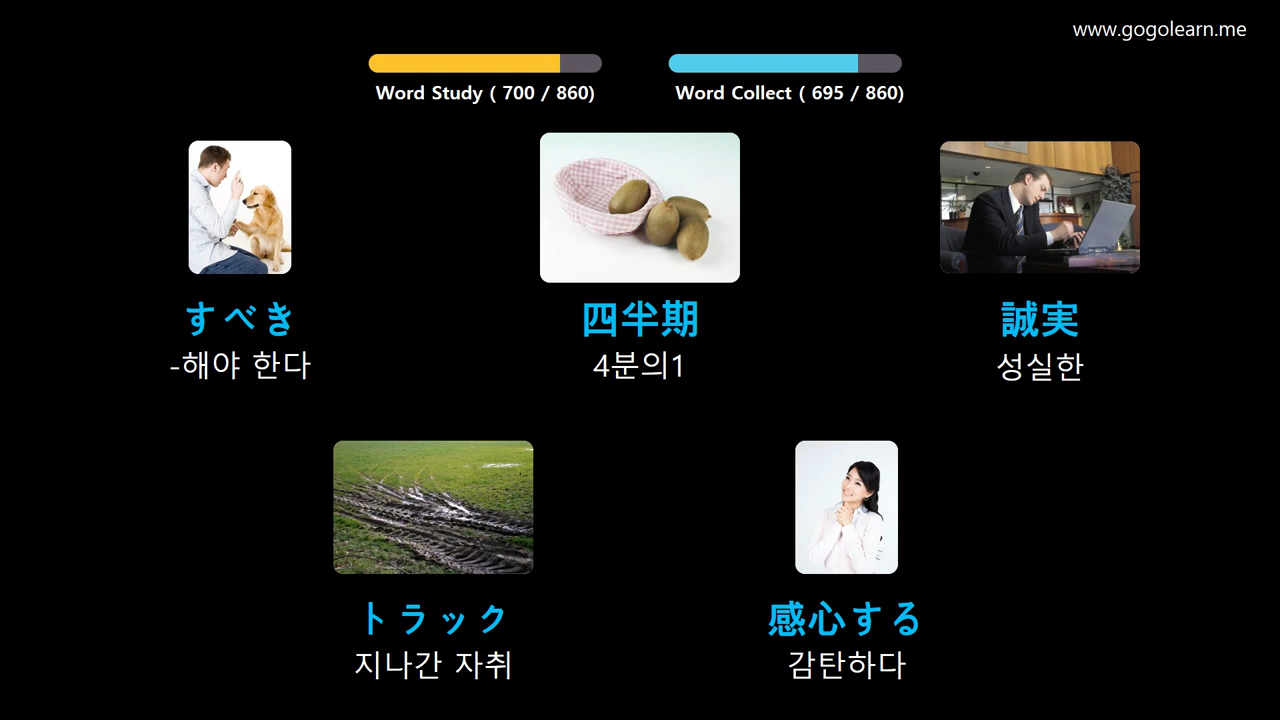 www.gogolearn.me
Word Study ( 700 / 860)
Word Collect ( 695 / 860)
すべき
-해야 한다
四半期
4분의1
誠実
성실한
トラック
지나간 자취
感心する
감탄하다